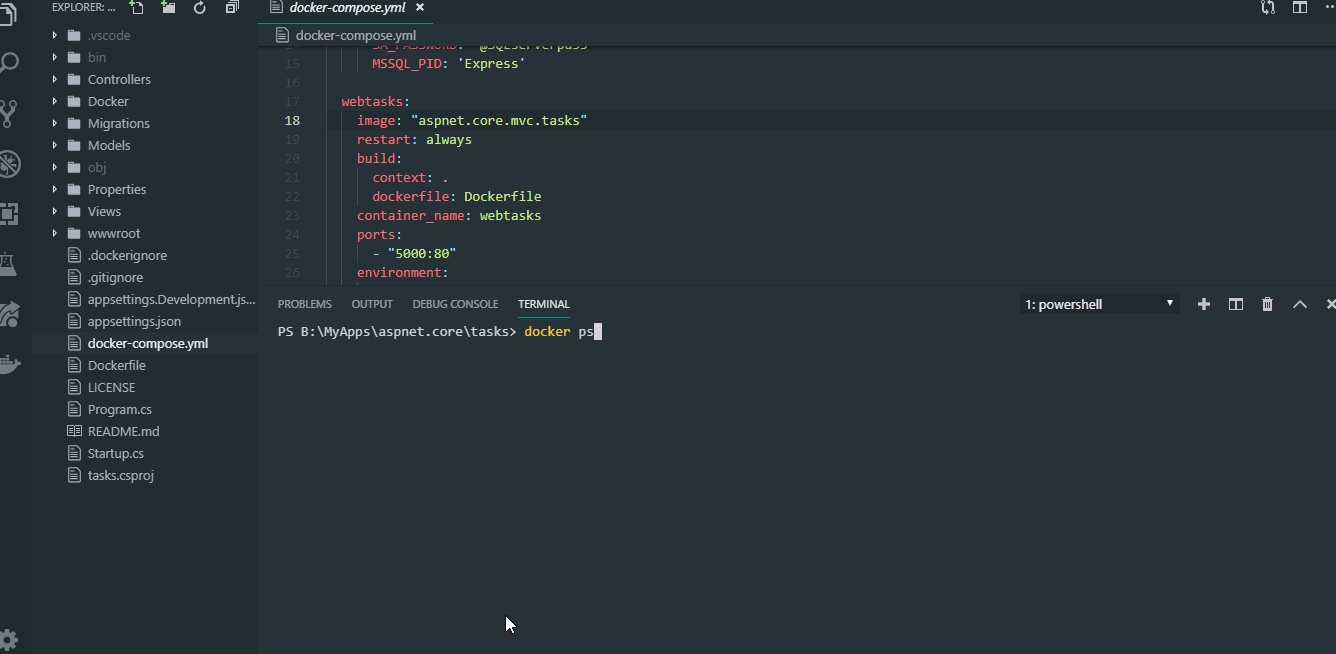 EXPLORER: ...
.vscode
bin
Controllers
Docker
Migrations
Models
obj
Properties
Views
wwwroot
.dockerignore
.gitignore
appsettings.Development.js...
appsettings.json
docker-compose.yml
Dockerfile
LICENSE
Program.cs
README.md
Startup.cs
tasks.csproj
docker-compose.yml ×
docker-compose.yml
15 MSSQL_PID: 'Express'
16
17 webtasks:
18 image: "aspnet.core.mvc.tasks"
19 restart: always
20 build:
21 context: .
22 dockerfile: Dockerfile
23 container_name: webtasks
24 ports:
25 - "5000:80"
26 environment:
PROBLEMS OUTPUT DEBUG CONSOLE TERMINAL 1: powershell
PS B:\MyApps\aspnet.core\tasks> docker ps